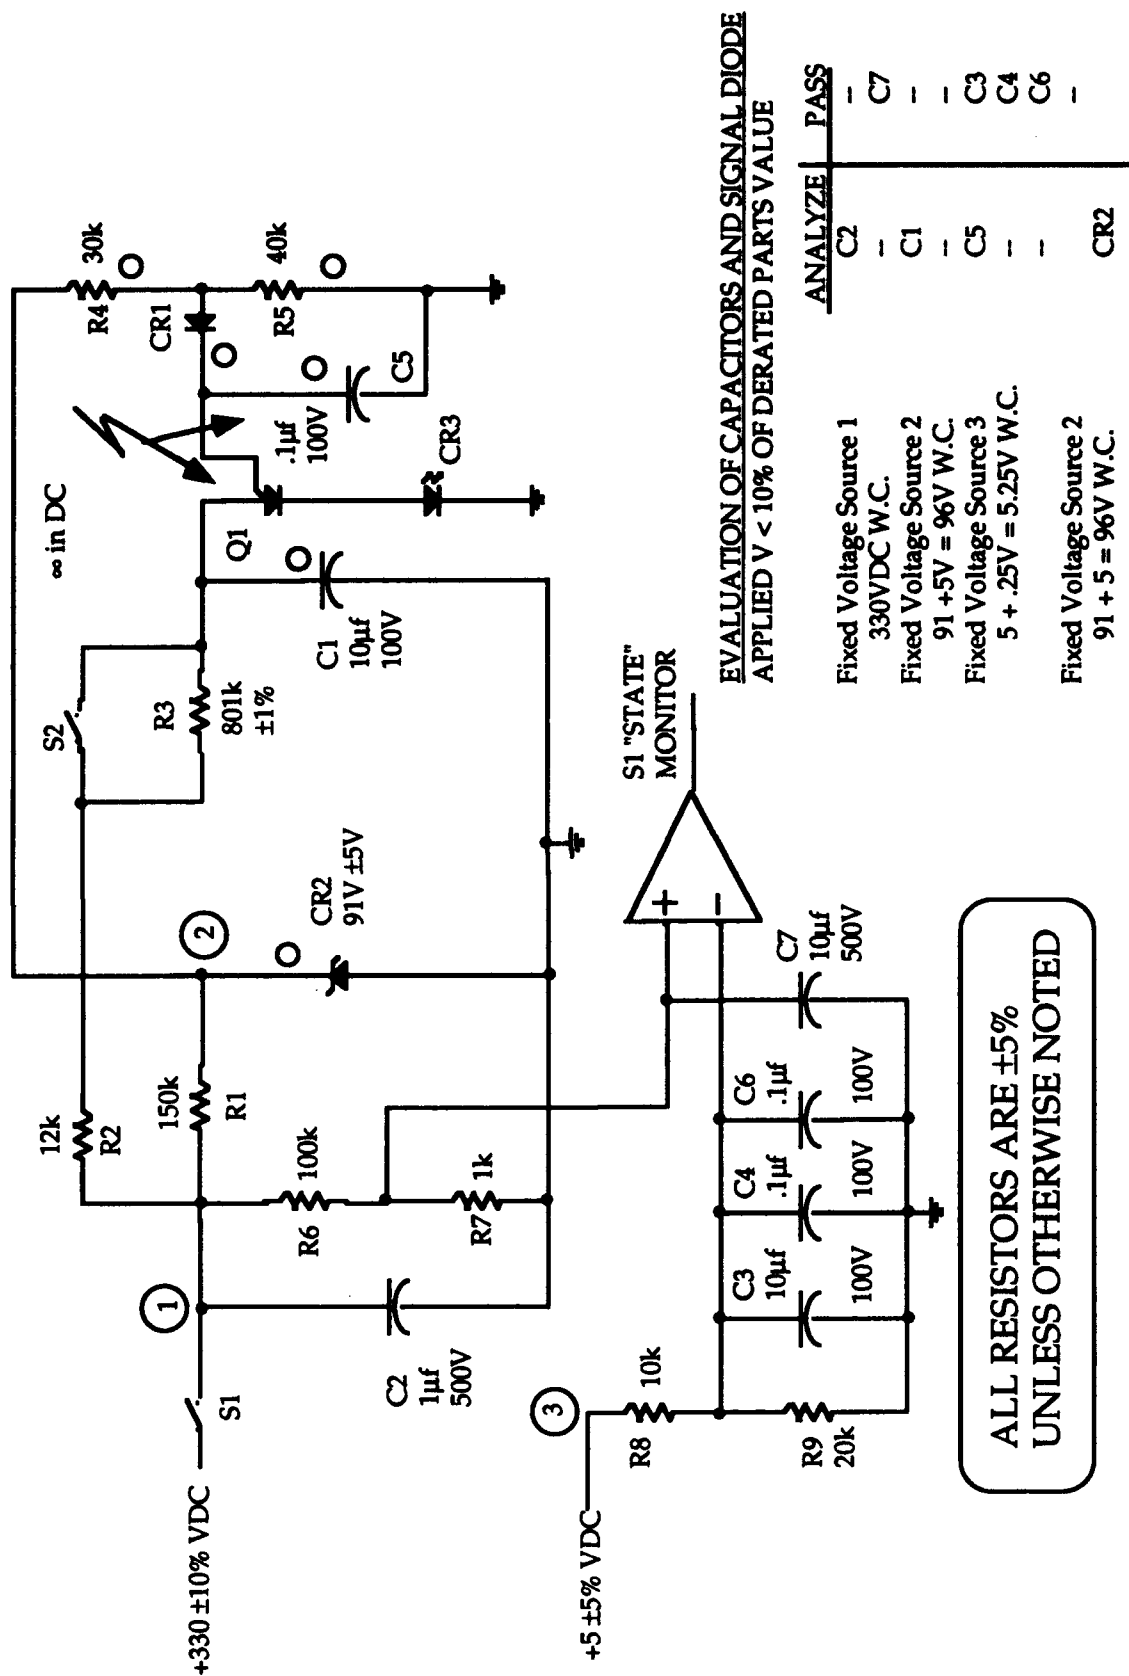 ∞ in DC
R4
30k
CR1
R5
40k
C5
.1µf
100V
CR3
Q1
C1
10µf
100V
S2
R3
801k
±1%
2
CR2
91V ±5V
12k
R2
150k
R1
100k
R6
1k
R7
1
C2
1µf
500V
S1
+330 ±10% VDC
S1 "STATE"
MONITOR
+
–
C7
10µf
500V
C6
.1µf
100V
C4
.1µf
100V
C3
10µf
100V
3
R8
10k
R9
20k
+5 ±5% VDC
ALL RESISTORS ARE ±5%
UNLESS OTHERWISE NOTED
EVALUATION OF CAPACITORS AND SIGNAL DIODE
APPLIED V < 10% OF DERATED PARTS VALUE
ANALYZE PASS
Fixed Voltage Source 1 C2 –
330VDC W.C. – C7
Fixed Voltage Source 2 C1 –
91 +5V = 96V W.C. – –
Fixed Voltage Source 3 C5 C3
5 + .25V = 5.25V W.C. – C4
– C6
Fixed Voltage Source 2 CR2 –
91 + 5 = 96V W.C.